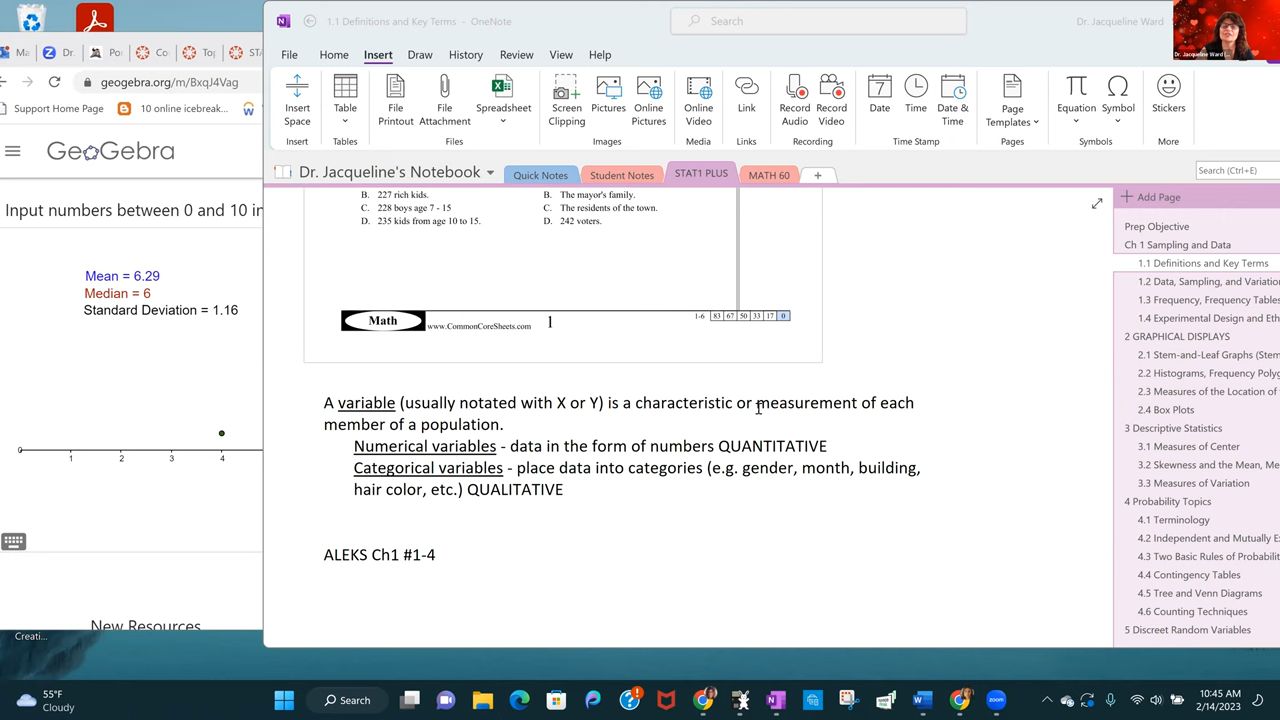 1.1 Definitions and Key Terms - OneNote
Search
Dr. Jacqueline Ward
File Home Insert Draw History Review View Help
Insert Space
Table
File Printout
File Attachment
Spreadsheet
Screen Clipping
Pictures
Online Pictures
Online Video
Link
Record Audio
Record Video
Date
Time
Date & Time
Page Templates
Equation
Symbol
Stickers
Insert Tables Files Images Media Links Recording Time Stamp Pages Symbols More
Dr. Jacqueline's Notebook
Quick Notes
Student Notes
STAT1 PLUS
MATH 60
Search (Ctrl+E)
Ma
Dr.
Po
Co
To
ST
geogebra.org/m/BxqJ4Vag
Support Home Page
10 online icebreak...
GeoGebra
Input numbers between 0 and 10 in
Mean = 6.29
Median = 6
Standard Deviation = 1.16
0 1 2 3 4
New Resources
Creati...
B. 227 rich kids.
C. 228 boys age 7 - 15
D. 235 kids from age 10 to 15.
B. The mayor's family.
C. The residents of the town.
D. 242 voters.
Math
www.CommonCoreSheets.com
1
1-6 83 67 50 33 17 0
A variable (usually notated with X or Y) is a characteristic or measurement of each
member of a population.
Numerical variables - data in the form of numbers QUANTITATIVE
Categorical variables - place data into categories (e.g. gender, month, building,
hair color, etc.) QUALITATIVE
ALEKS Ch1 #1-4
Add Page
Prep Objective
Ch 1 Sampling and Data
1.1 Definitions and Key Terms
1.2 Data, Sampling, and Variatio
1.3 Frequency, Frequency Tables
1.4 Experimental Design and Eth
2 GRAPHICAL DISPLAYS
2.1 Stem-and-Leaf Graphs (Stem
2.2 Histograms, Frequency Polyg
2.3 Measures of the Location of
2.4 Box Plots
3 Descriptive Statistics
3.1 Measures of Center
3.2 Skewness and the Mean, Me
3.3 Measures of Variation
4 Probability Topics
4.1 Terminology
4.2 Independent and Mutually E
4.3 Two Basic Rules of Probabili
4.4 Contingency Tables
4.5 Tree and Venn Diagrams
4.6 Counting Techniques
5 Discreet Random Variables
55°F
Cloudy
Search
10:45 AM
2/14/2023